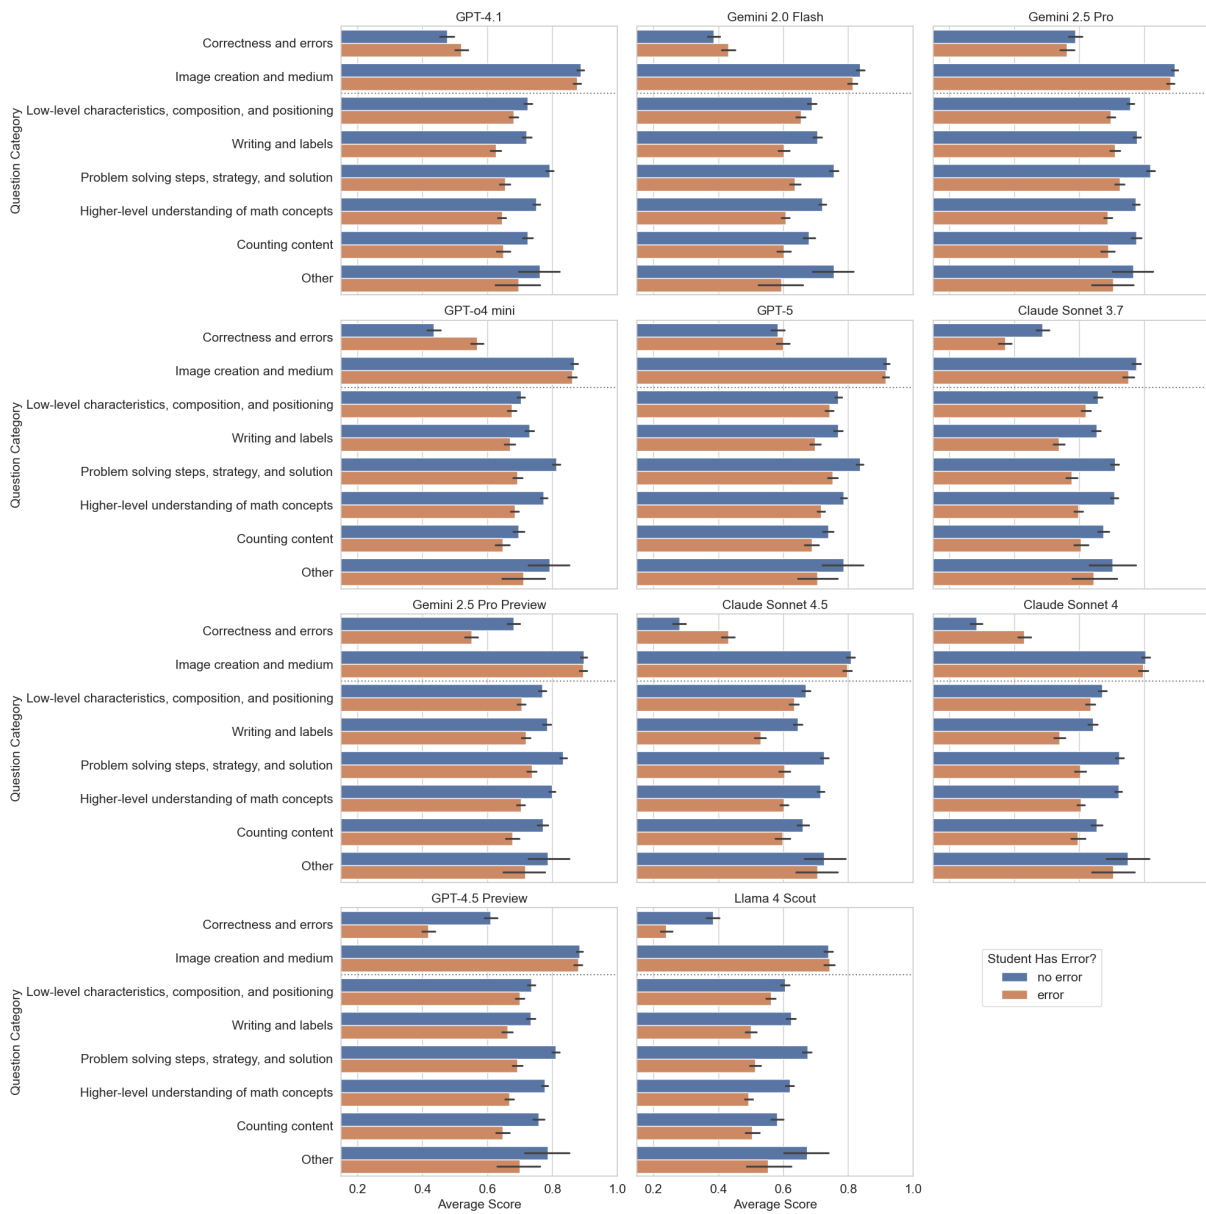 GPT-4.1
Gemini 2.0 Flash
Gemini 2.5 Pro
Question Category
Correctness and errors
Image creation and medium
Low-level characteristics, composition, and positioning
Writing and labels
Problem solving steps, strategy, and solution
Higher-level understanding of math concepts
Counting content
Other
GPT-o4 mini
GPT-5
Claude Sonnet 3.7
Question Category
Correctness and errors
Image creation and medium
Low-level characteristics, composition, and positioning
Writing and labels
Problem solving steps, strategy, and solution
Higher-level understanding of math concepts
Counting content
Other
Gemini 2.5 Pro Preview
Claude Sonnet 4.5
Claude Sonnet 4
Question Category
Correctness and errors
Image creation and medium
Low-level characteristics, composition, and positioning
Writing and labels
Problem solving steps, strategy, and solution
Higher-level understanding of math concepts
Counting content
Other
GPT-4.5 Preview
Llama 4 Scout
Question Category
Correctness and errors
Image creation and medium
Low-level characteristics, composition, and positioning
Writing and labels
Problem solving steps, strategy, and solution
Higher-level understanding of math concepts
Counting content
Other
Student Has Error?
no error
error
0.2 0.4 0.6 0.8 1.0
Average Score
0.2 0.4 0.6 0.8 1.0
Average Score